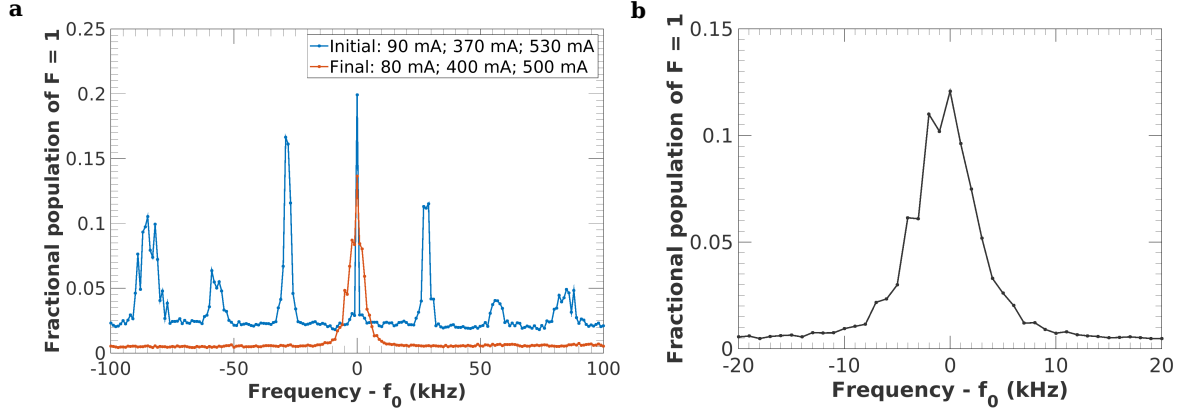 a
Fractional population of F = 1
0.25
0.2
0.15
0.1
0.05
0
-100
-50
0
50
100
Frequency - f0 (kHz)
Initial: 90 mA; 370 mA; 530 mA
Final: 80 mA; 400 mA; 500 mA
b
Fractional population of F = 1
0.15
0.1
0.05
0
-20
-10
0
10
20
Frequency - f0 (kHz)